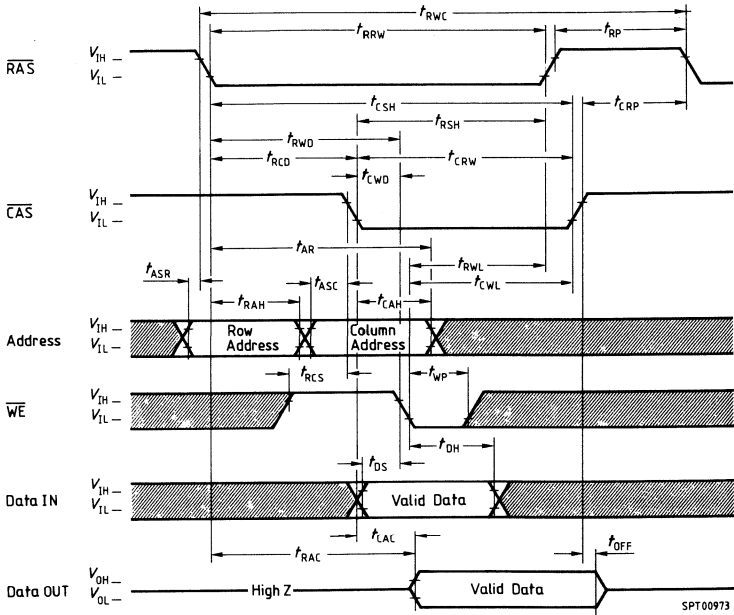 tRWC
tRRW
tRP
RAS
VIH
VIL
tCSH
tCRP
tRSH
tRWD
tRCD
tCRW
tCWD
CAS
VIH
VIL
tAR
tRWL
tASR
tASC
tCWL
tRAH
tCAH
Address
VIH
VIL
Row
Address
Column
Address
tRCS
tWP
WE
VIH
VIL
tDH
tDS
Data IN
VIH
VIL
Valid Data
tCAC
tRAC
tOFF
Data OUT
VOH
VOL
High Z
Valid Data
SPT00973